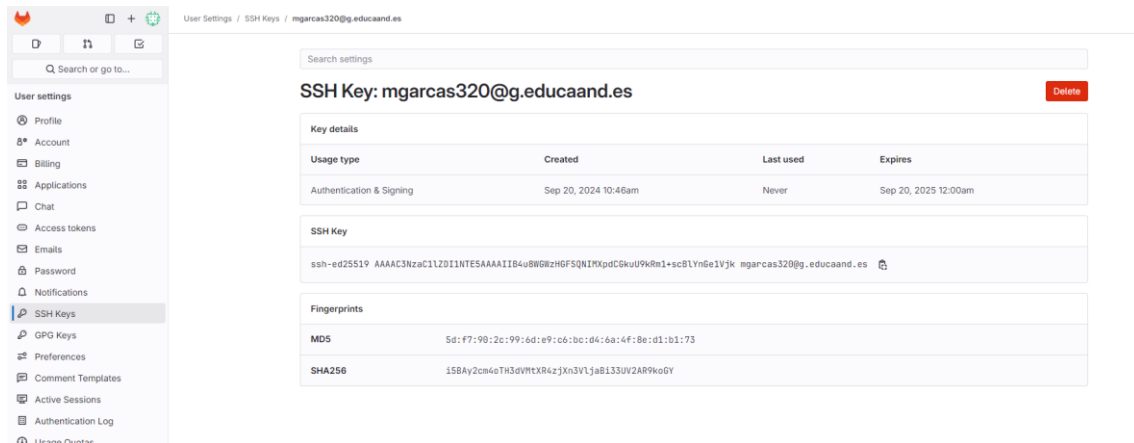 User Settings / SSH Keys / mgarcas320@g.educaand.es
Search or go to...
User settings
Profile
Account
Billing
Applications
Chat
Access tokens
Emails
Password
Notifications
SSH Keys
GPG Keys
Preferences
Comment Templates
Active Sessions
Authentication Log
Usage Quotas
Search settings
SSH Key: mgarcas320@g.educaand.es
Delete
Key details
Usage type Created Last used Expires
Authentication & Signing Sep 20, 2024 10:46am Never Sep 20, 2025 12:00am
SSH Key
ssh-ed25519 AAAAC3NzaC1lZDI1NTE5AAAAIIB4u8WGWzHGFSQNIMXpdCGkuU9kRm1+scBlYnGe1Vjk mgarcas320@g.educaand.es
Fingerprints
MD5 5d:f7:90:2c:99:6d:e9:c6:bc:d4:6a:4f:8e:d1:b1:73
SHA256 i5BAy2cm4oTH3dVMtXR4zjXn3VljaBi33UV2AR9koGY